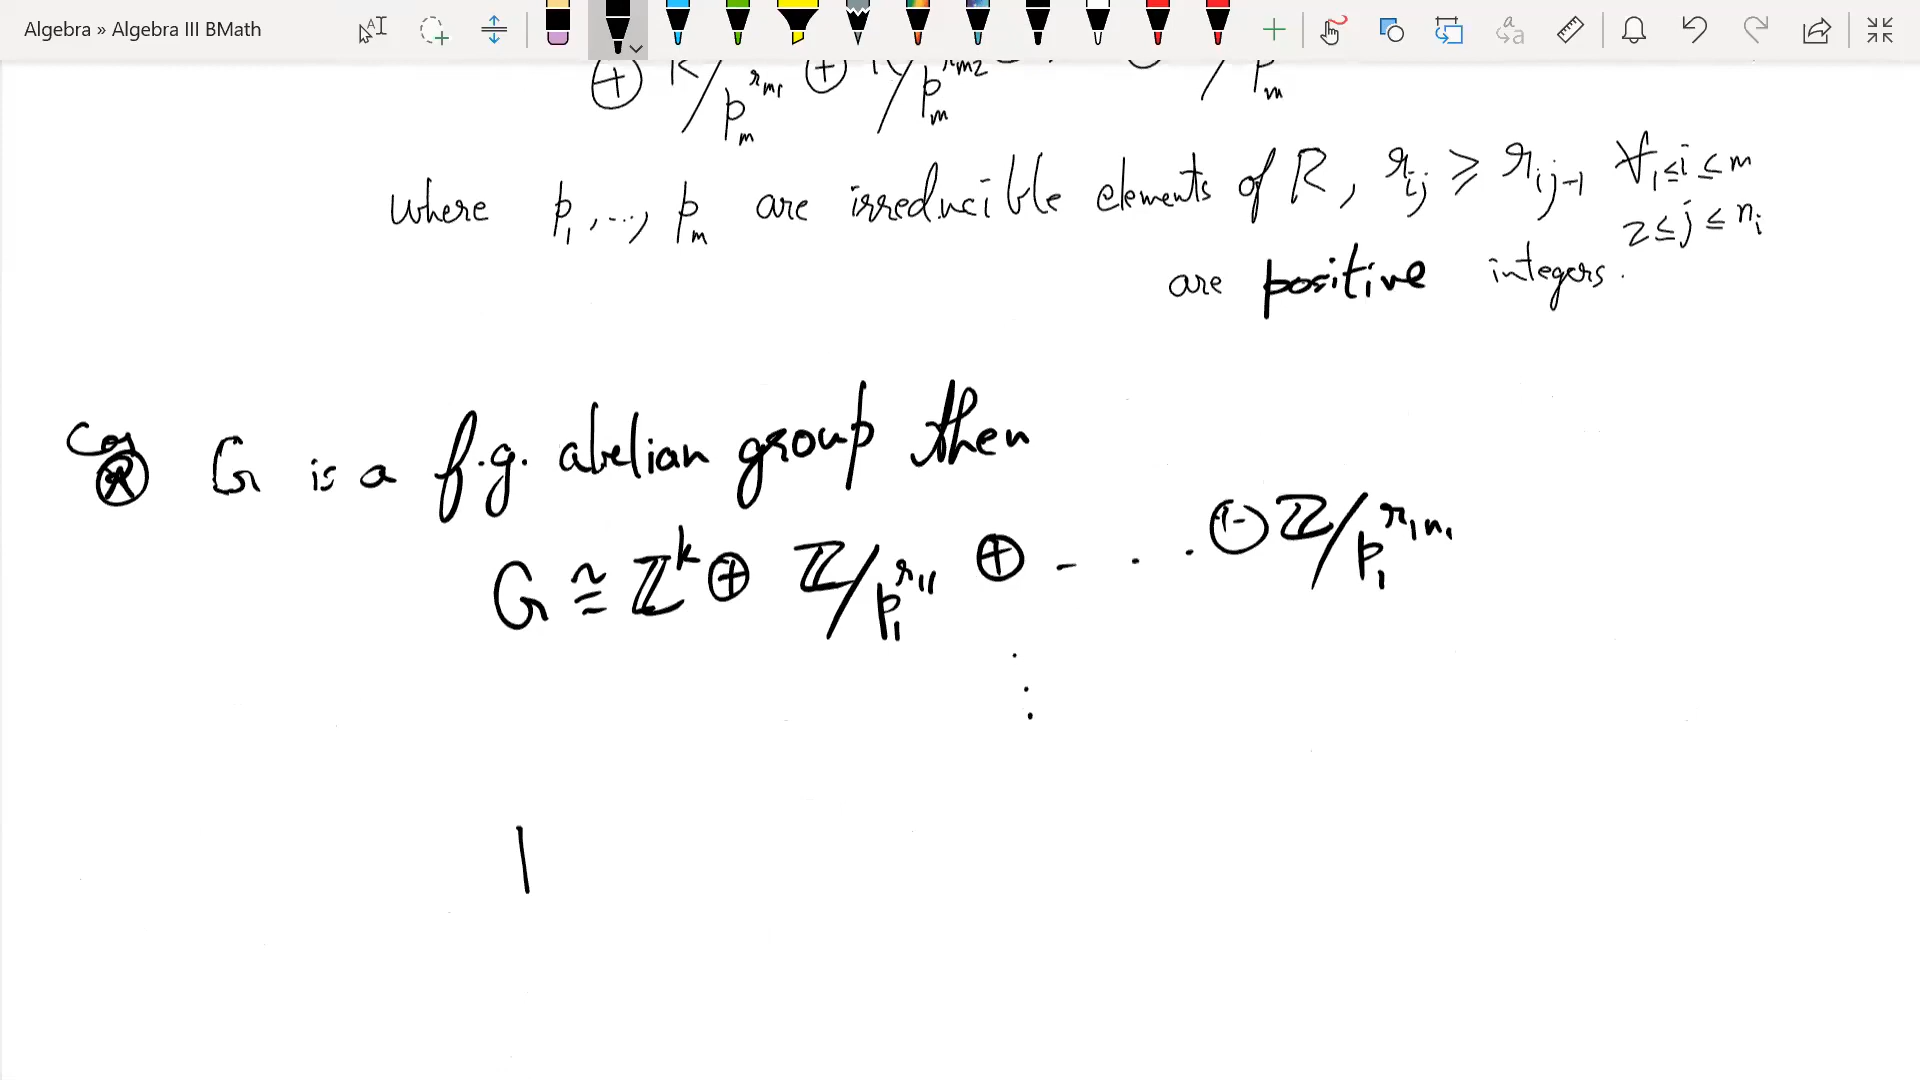 Algebra » Algebra III BMath
⊕ R/p_m^{r_{m1}} ⊕ R/p_m^{r_{m2}} /p_m
where p_1, ..., p_m are irreducible elements of R, r_{ij} ≥ r_{ij-1} ∀ 1≤i≤m
2≤j≤n_i
are positive integers.
Cor
⊛ G is a f.g. abelian group then
G ≅ ℤ^k ⊕ ℤ/p_1^{r_{11}} ⊕ - . . . ⊕ ℤ/p_1^{r_{1n_1}}
⋮